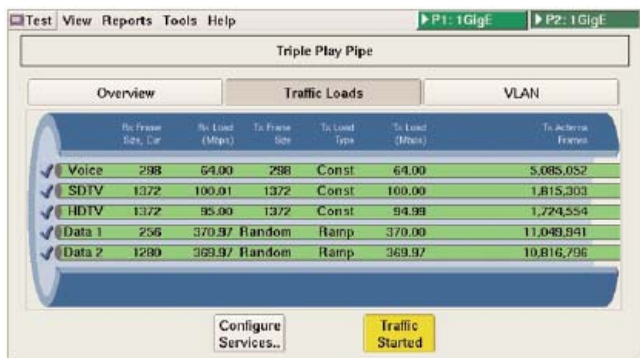 Test View Reports Tools Help P1: 1GigE P2: 1GigE
Triple Play Pipe
Overview Traffic Loads VLAN
Rx Frame Rx Load Tx Frame Tx Load Tx Load Tx Acterna
Size, Cur (Mbps) Size Type (Mbps) Frames
Voice 298 64.00 298 Const 64.00 5,085,052
SDTV 1372 100.01 1372 Const 100.00 1,815,303
HDTV 1372 95.00 1372 Const 94.99 1,724,554
Data 1 256 370.97 Random Ramp 370.00 11,049,941
Data 2 1280 369.97 Random Ramp 369.97 10,816,796
Configure Traffic
Services.. Started